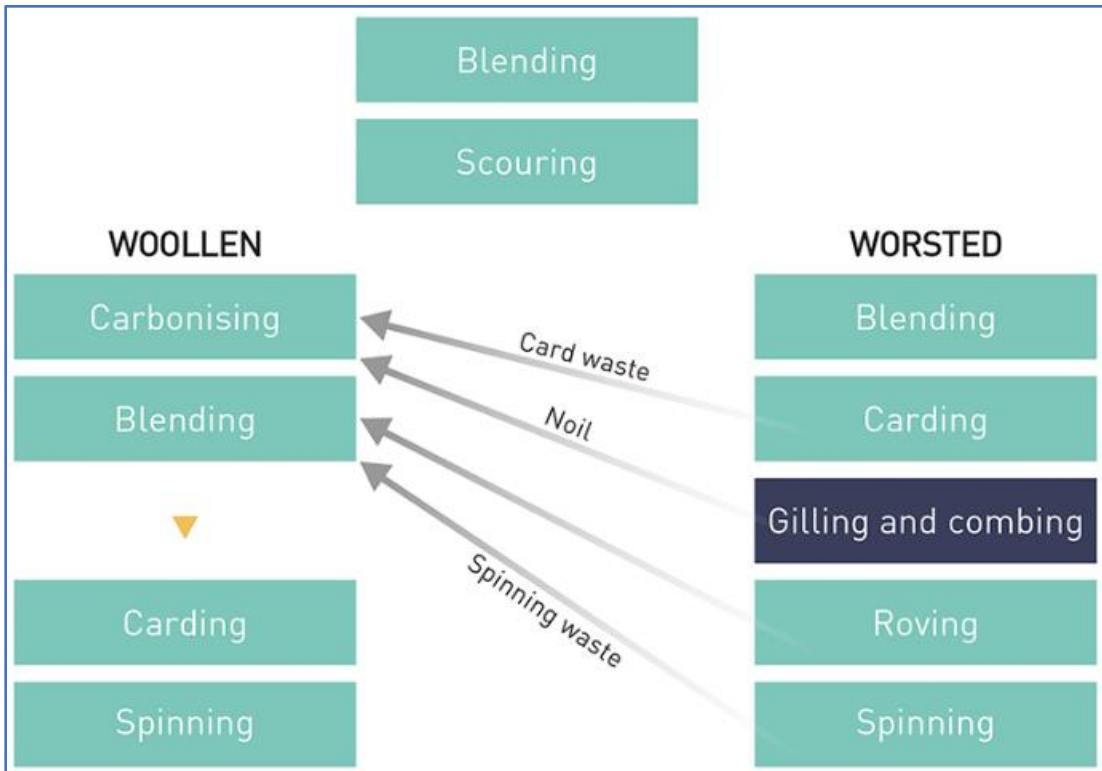 Blending
Scouring
WOOLLEN
WORSTED
Carbonising
Blending
Card waste
Blending
Noil
Carding
Gilling and combing
Spinning waste
Carding
Roving
Spinning
Spinning